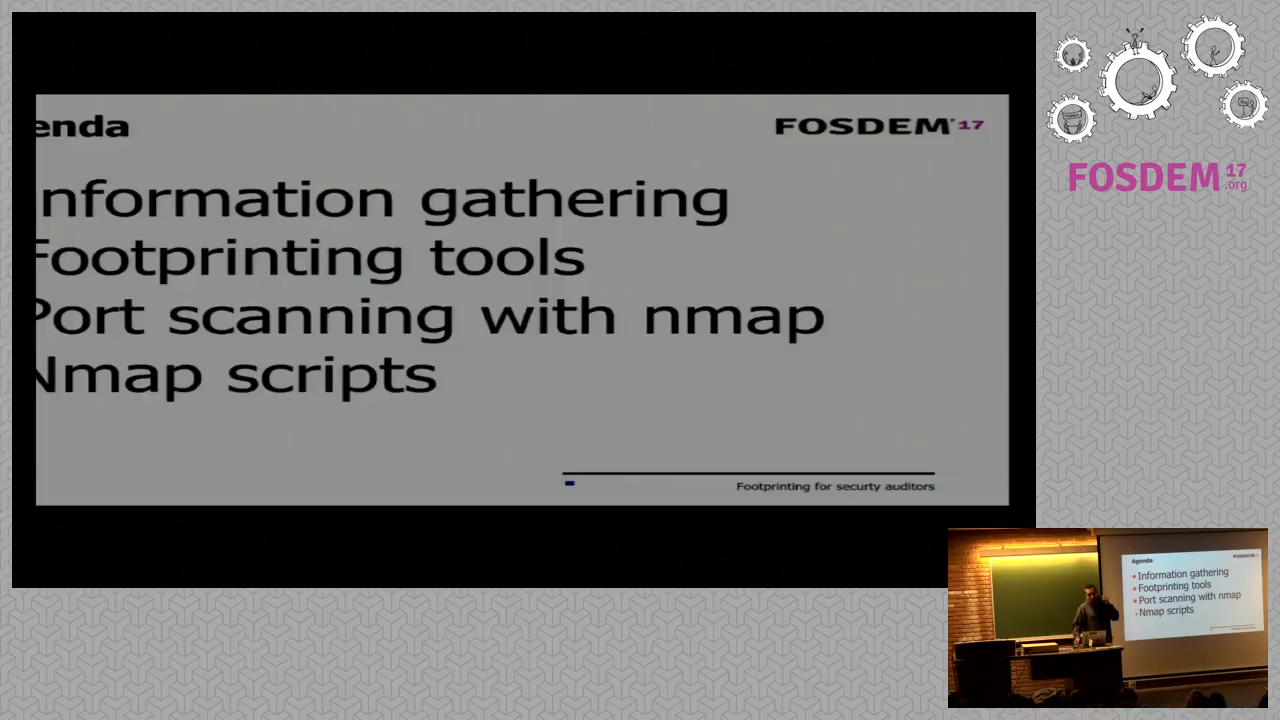 enda
FOSDEM 17
nformation gathering
Footprinting tools
Port scanning with nmap
Nmap scripts
Footprinting for securty auditors
FOSDEM 17
.org
Agenda
FOSDEM
Information gathering
Footprinting tools
Port scanning with nmap
Nmap scripts